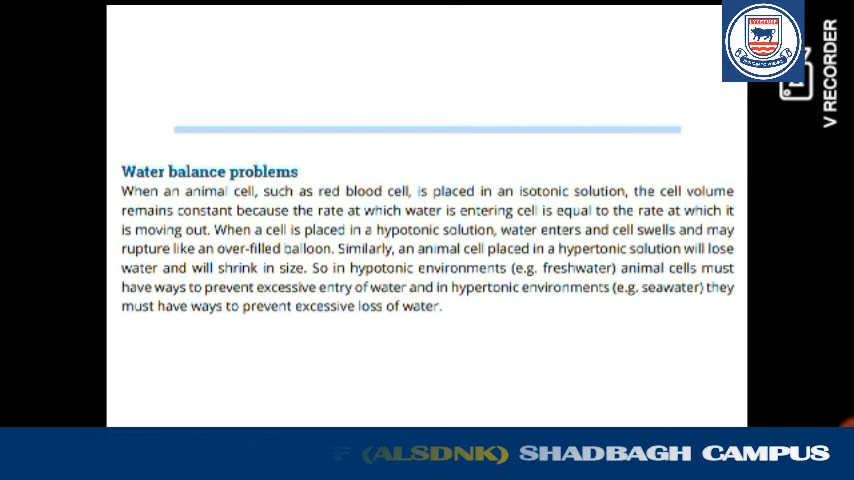 V RECORDER
Water balance problems
When an animal cell, such as red blood cell, is placed in an isotonic solution, the cell volume
remains constant because the rate at which water is entering cell is equal to the rate at which it
is moving out. When a cell is placed in a hypotonic solution, water enters and cell swells and may
rupture like an over-filled balloon. Similarly, an animal cell placed in a hypertonic solution will lose
water and will shrink in size. So in hypotonic environments (e.g. freshwater) animal cells must
have ways to prevent excessive entry of water and in hypertonic environments (e.g. seawater) they
must have ways to prevent excessive loss of water.
(ALSDNK) SHADBAGH CAMPUS